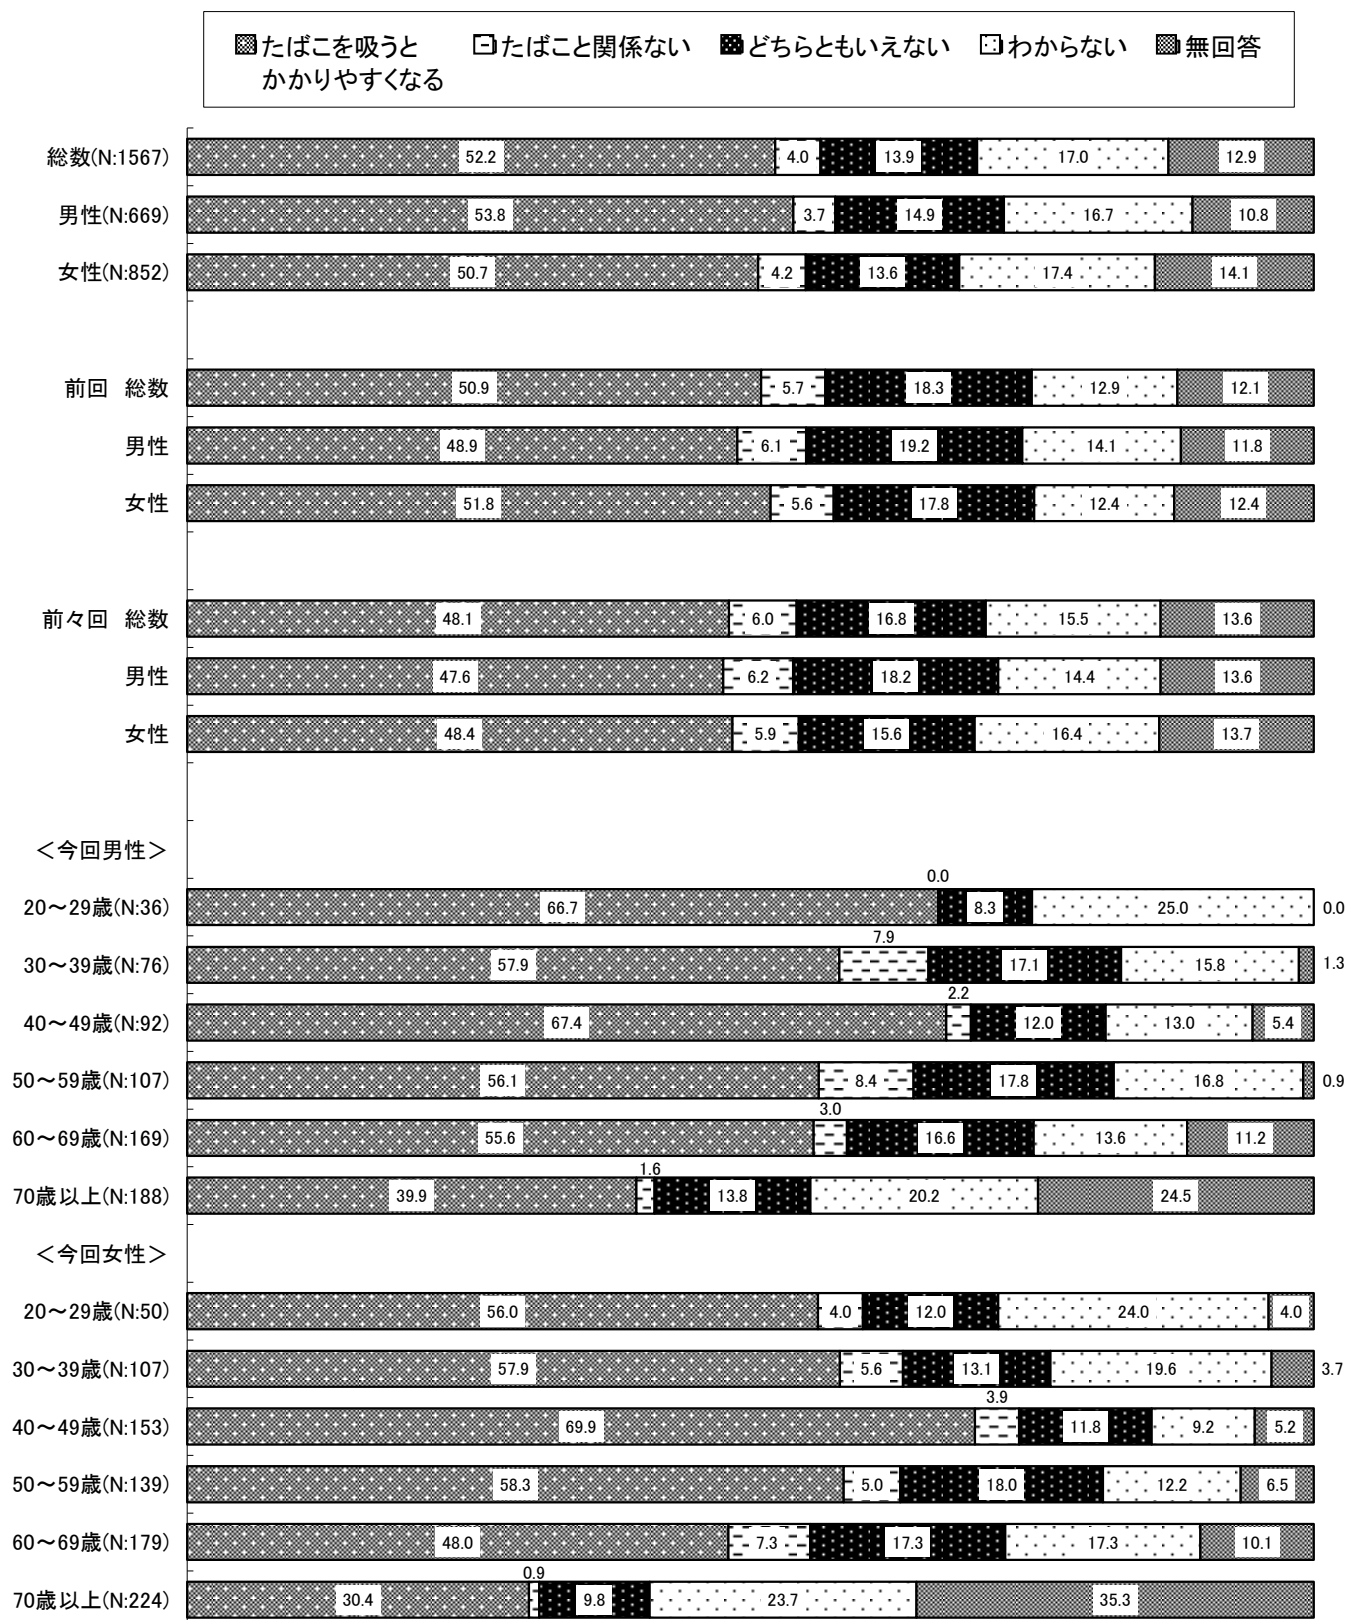 たばこを吸うと たばこと関係ない どちらともいえない わからない 無回答
かかりやすくなる
総数(N:1567) 52.2 4.0 13.9 17.0 12.9
男性(N:669) 53.8 3.7 14.9 16.7 10.8
女性(N:852) 50.7 4.2 13.6 17.4 14.1
前回 総数 50.9 5.7 18.3 12.9 12.1
男性 48.9 6.1 19.2 14.1 11.8
女性 51.8 5.6 17.8 12.4 12.4
前々回 総数 48.1 6.0 16.8 15.5 13.6
男性 47.6 6.2 18.2 14.4 13.6
女性 48.4 5.9 15.6 16.4 13.7
＜今回男性＞
0.0
20～29歳(N:36) 66.7 8.3 25.0 0.0
7.9
30～39歳(N:76) 57.9 17.1 15.8 1.3
2.2
40～49歳(N:92) 67.4 12.0 13.0 5.4
50～59歳(N:107) 56.1 8.4 17.8 16.8 0.9
3.0
60～69歳(N:169) 55.6 16.6 13.6 11.2
1.6
70歳以上(N:188) 39.9 13.8 20.2 24.5
＜今回女性＞
20～29歳(N:50) 56.0 4.0 12.0 24.0 4.0
30～39歳(N:107) 57.9 5.6 13.1 19.6 3.7
3.9
40～49歳(N:153) 69.9 11.8 9.2 5.2
50～59歳(N:139) 58.3 5.0 18.0 12.2 6.5
60～69歳(N:179) 48.0 7.3 17.3 17.3 10.1
0.9
70歳以上(N:224) 30.4 9.8 23.7 35.3